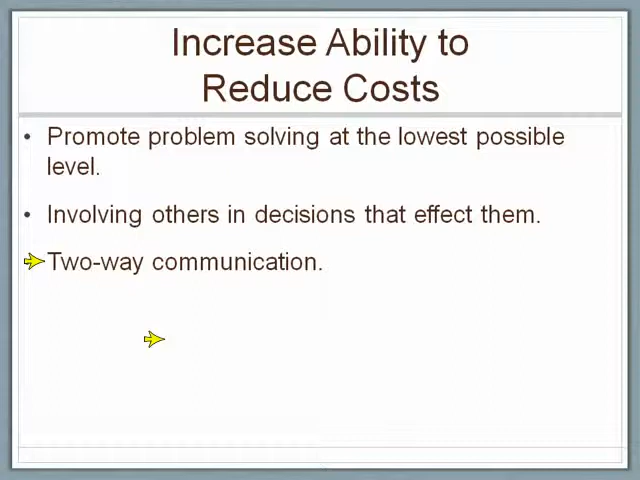 Increase Ability to
Reduce Costs
• Promote problem solving at the lowest possible
level.
• Involving others in decisions that effect them.
Two-way communication.